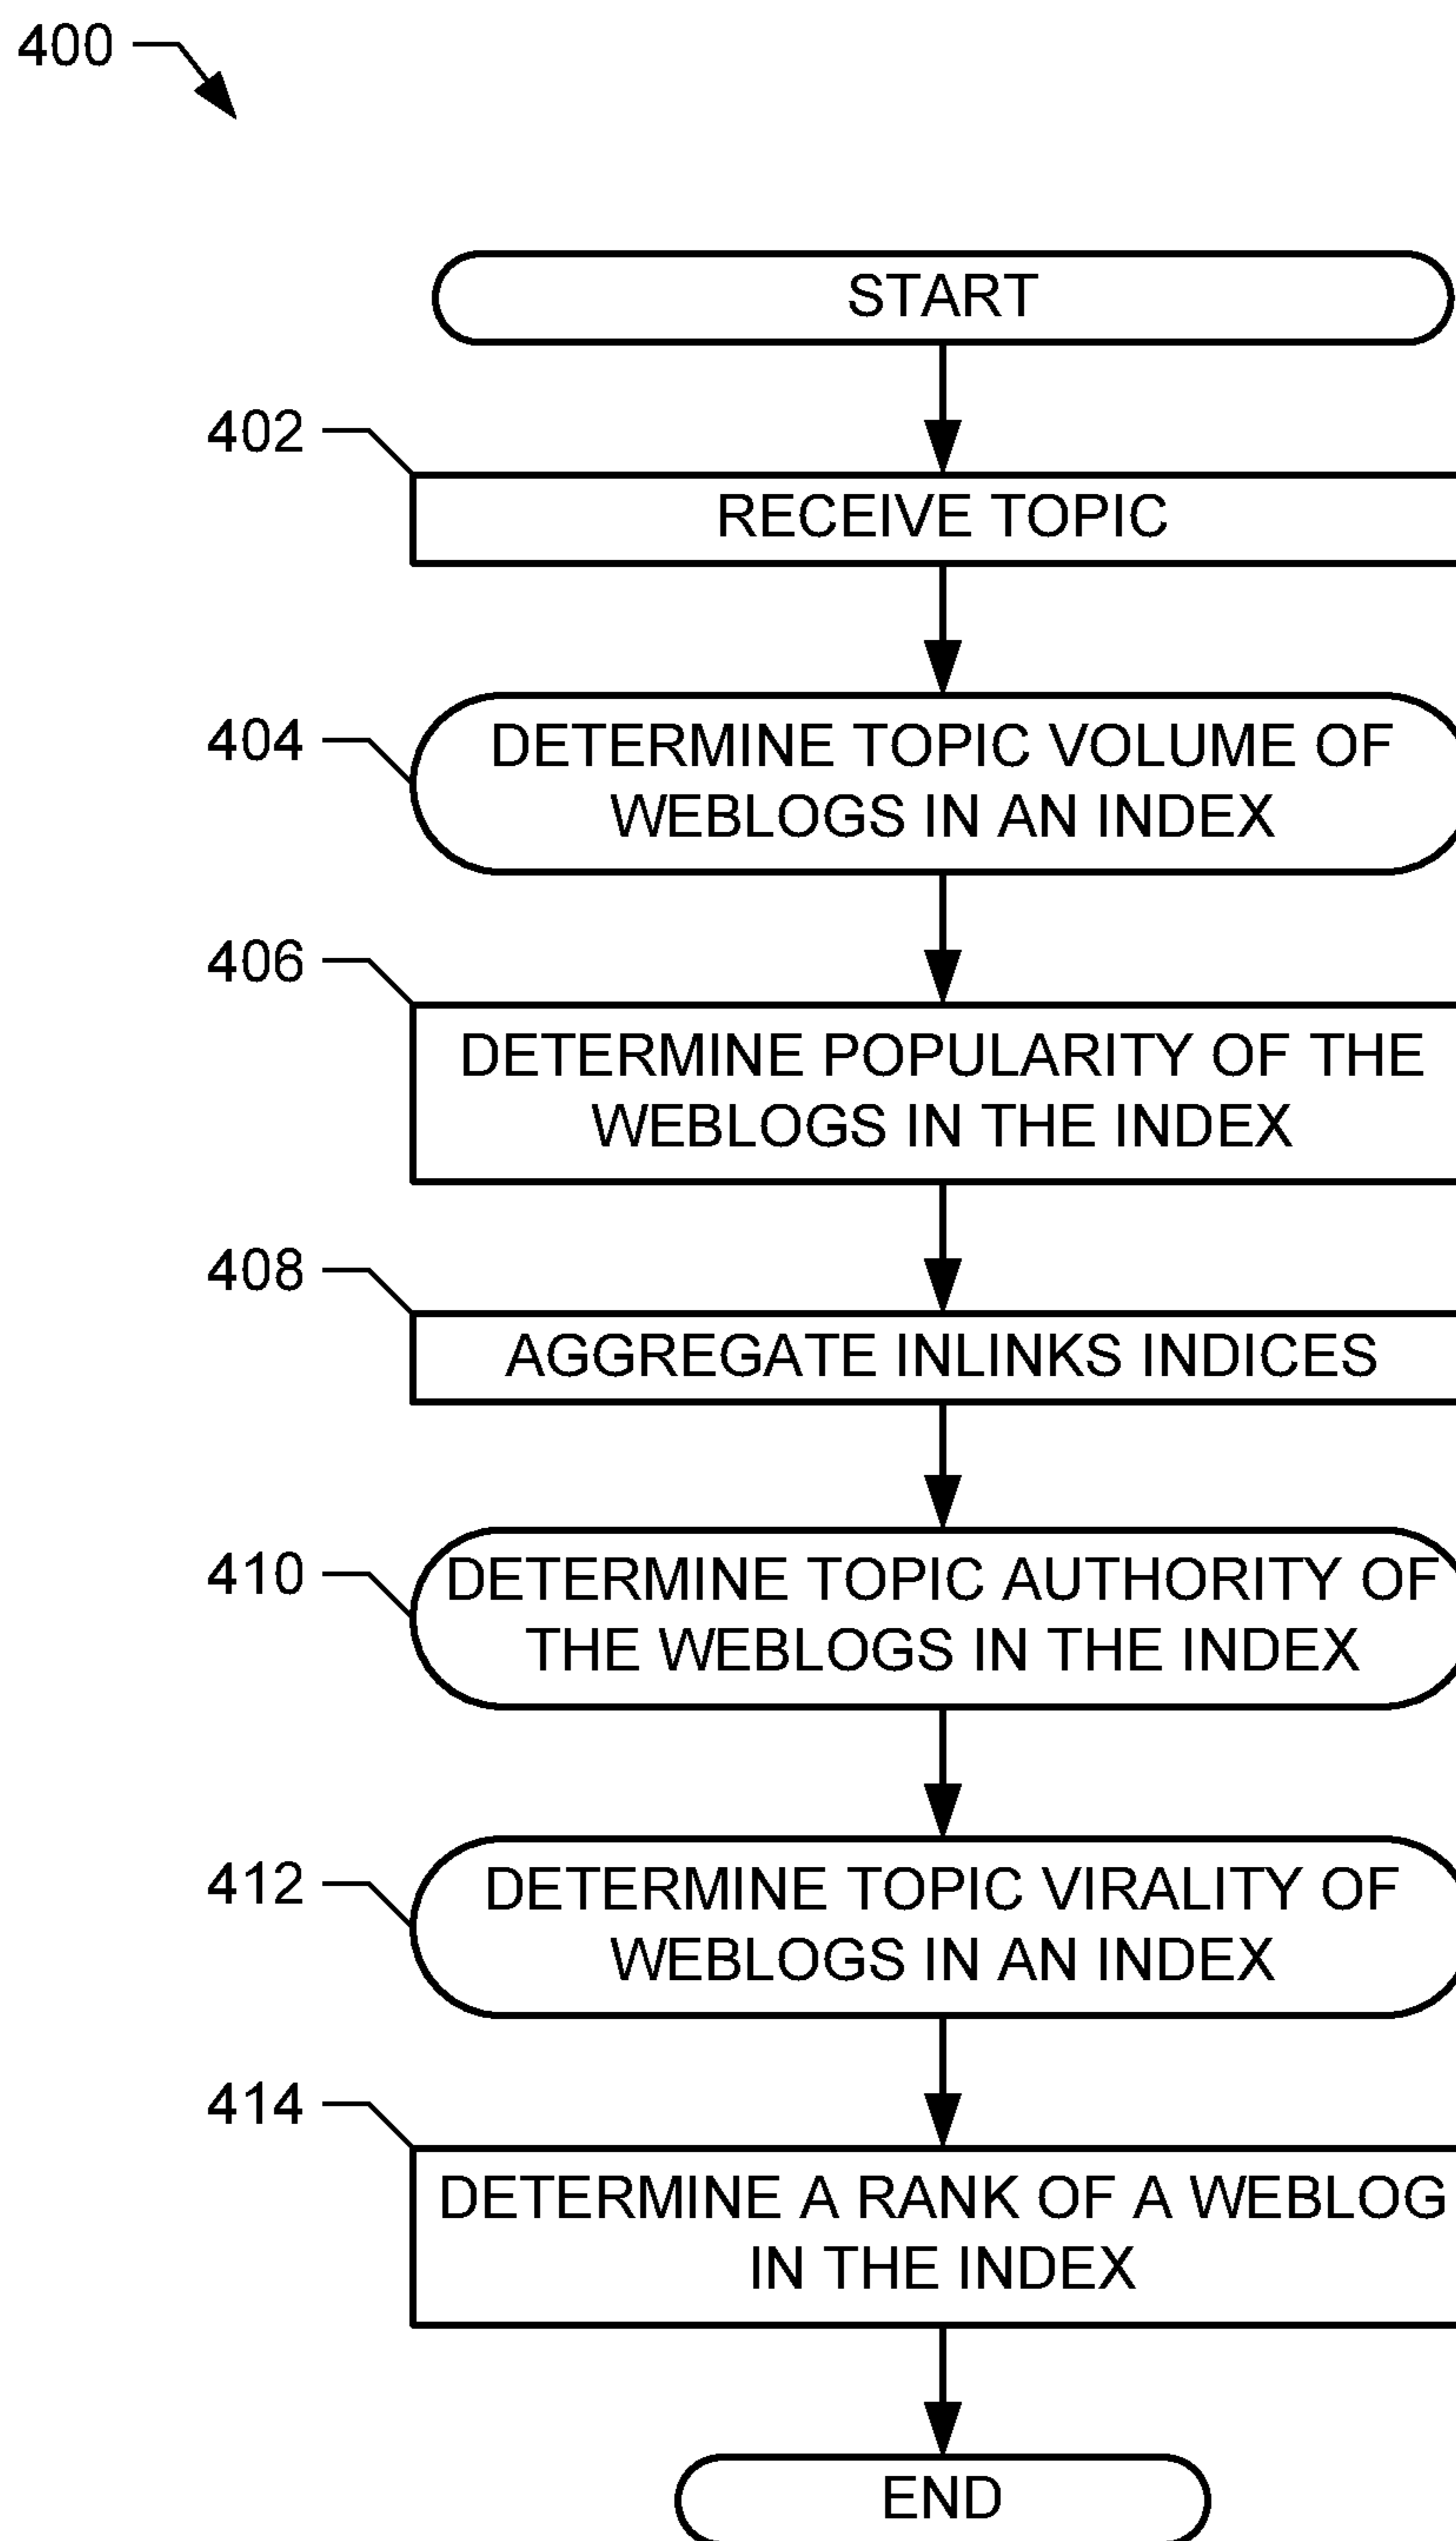 400
START
402
RECEIVE TOPIC
404
DETERMINE TOPIC VOLUME OF
WEBLOGS IN AN INDEX
406
DETERMINE POPULARITY OF THE
WEBLOGS IN THE INDEX
408
AGGREGATE INLINKS INDICES
410
DETERMINE TOPIC AUTHORITY OF
THE WEBLOGS IN THE INDEX
412
DETERMINE TOPIC VIRALITY OF
WEBLOGS IN AN INDEX
414
DETERMINE A RANK OF A WEBLOG
IN THE INDEX
END